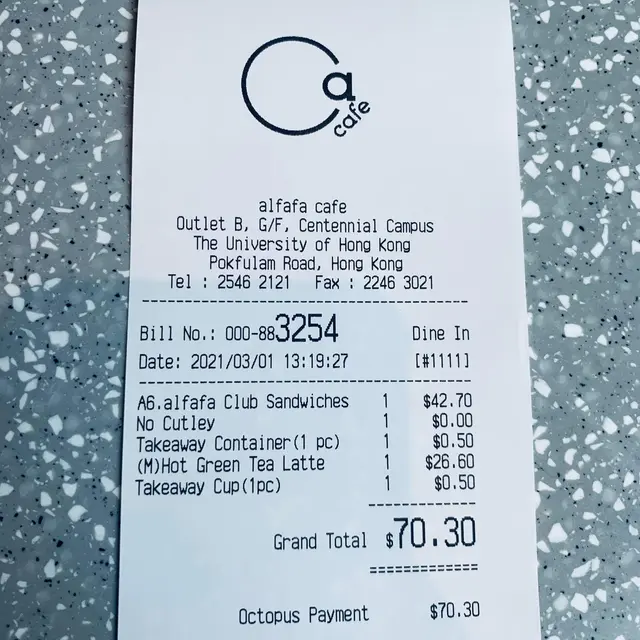 a
cafe
alfafa cafe
Outlet B, G/F, Centennial Campus
The University of Hong Kong
Pokfulam Road, Hong Kong
Tel : 2546 2121 Fax : 2246 3021
Bill No.: 000-883254 Dine In
Date: 2021/03/01 13:19:27 [#1111]
A6.alfafa Club Sandwiches 1 $42.70
No Cutley 1 $0.00
Takeaway Container(1 pc) 1 $0.50
(M)Hot Green Tea Latte 1 $26.60
Takeaway Cup(1pc) 1 $0.50
Grand Total $70.30
Octopus Payment $70.30